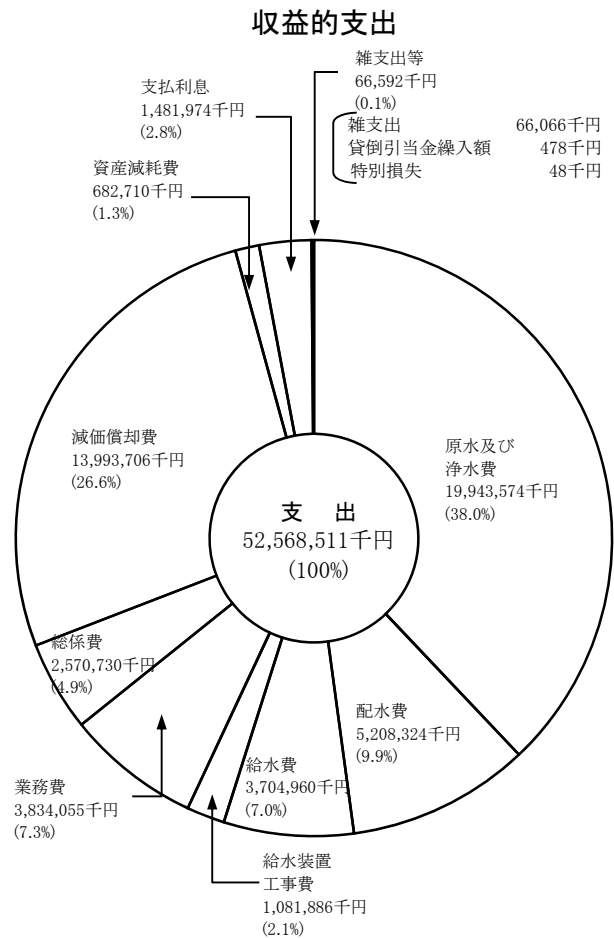 収益的支出
雑支出等
66,592千円
(0.1%)
雑支出 66,066千円
貸倒引当金繰入額 478千円
特別損失 48千円
支払利息
1,481,974千円
(2.8%)
資産減耗費
682,710千円
(1.3%)
減価償却費
13,993,706千円
(26.6%)
原水及び
浄水費
19,943,574千円
(38.0%)
支 出
52,568,511千円
(100%)
総係費
2,570,730千円
(4.9%)
配水費
5,208,324千円
(9.9%)
給水費
3,704,960千円
(7.0%)
業務費
3,834,055千円
(7.3%)
給水装置
工事費
1,081,886千円
(2.1%)